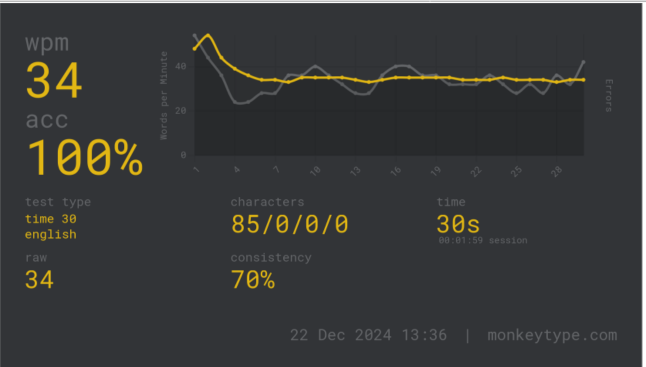 wpm
34
acc
100%
Words per Minute
40
20
0
1 4 7 10 13 16 19 22 25 28
Errors
test type
time 30
english
characters
85/0/0/0
time
30s
00:01:59 session
raw
34
consistency
70%
22 Dec 2024 13:36 | monkeytype.com